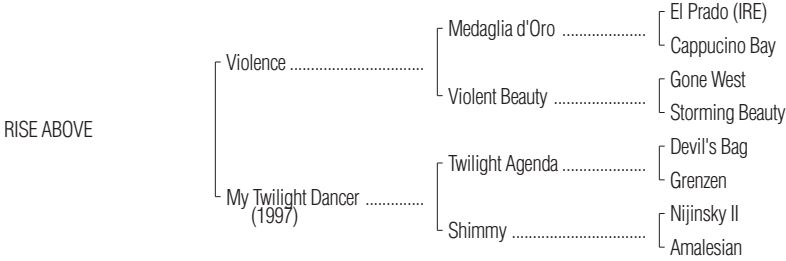 El Prado (IRE)
Medaglia d'Oro ....................
Cappucino Bay
Violence ................................
Gone West
Violent Beauty ......................
Storming Beauty
RISE ABOVE
Devil's Bag
Twilight Agenda ....................
Grenzen
My Twilight Dancer ..............
(1997)
Nijinsky II
Shimmy ................................
Amalesian